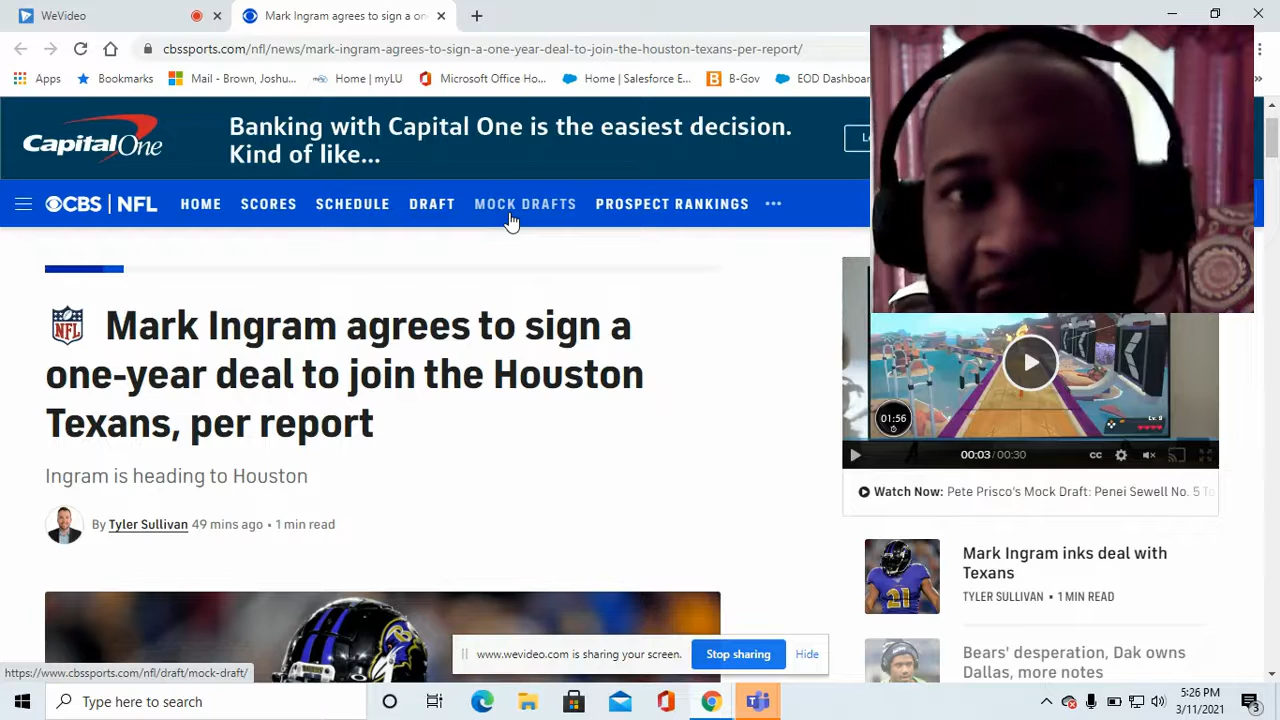 WeVideo
Mark Ingram agrees to sign a on
cbssports.com/nfl/news/mark-ingram-agrees-to-sign-a-one-year-deal-to-join-the-houston-texans-per-report/
Apps Bookmarks Mail - Brown, Joshu... Home | myLU Microsoft Office Ho... Home | Salesforce E... B-Gov EOD Dashboa
CapitalOne
Banking with Capital One is the easiest decision.
Kind of like...
CBS | NFL HOME SCORES SCHEDULE DRAFT MOCK DRAFTS PROSPECT RANKINGS •••
NFL Mark Ingram agrees to sign a
one-year deal to join the Houston
Texans, per report
Ingram is heading to Houston
By Tyler Sullivan 49 mins ago • 1 min read
01:56
Lv. 8
00:03 / 00:30 CC
Watch Now: Pete Prisco's Mock Draft: Penei Sewell No. 5 To
21
Mark Ingram inks deal with
Texans
TYLER SULLIVAN • 1 MIN READ
Bears' desperation, Dak owns
Dallas, more notes
www.wevideo.com is sharing your screen. Stop sharing Hide
https://www.cbssports.com/nfl/draft/mock-draft/
Type here to search
5:26 PM
3/11/2021
3